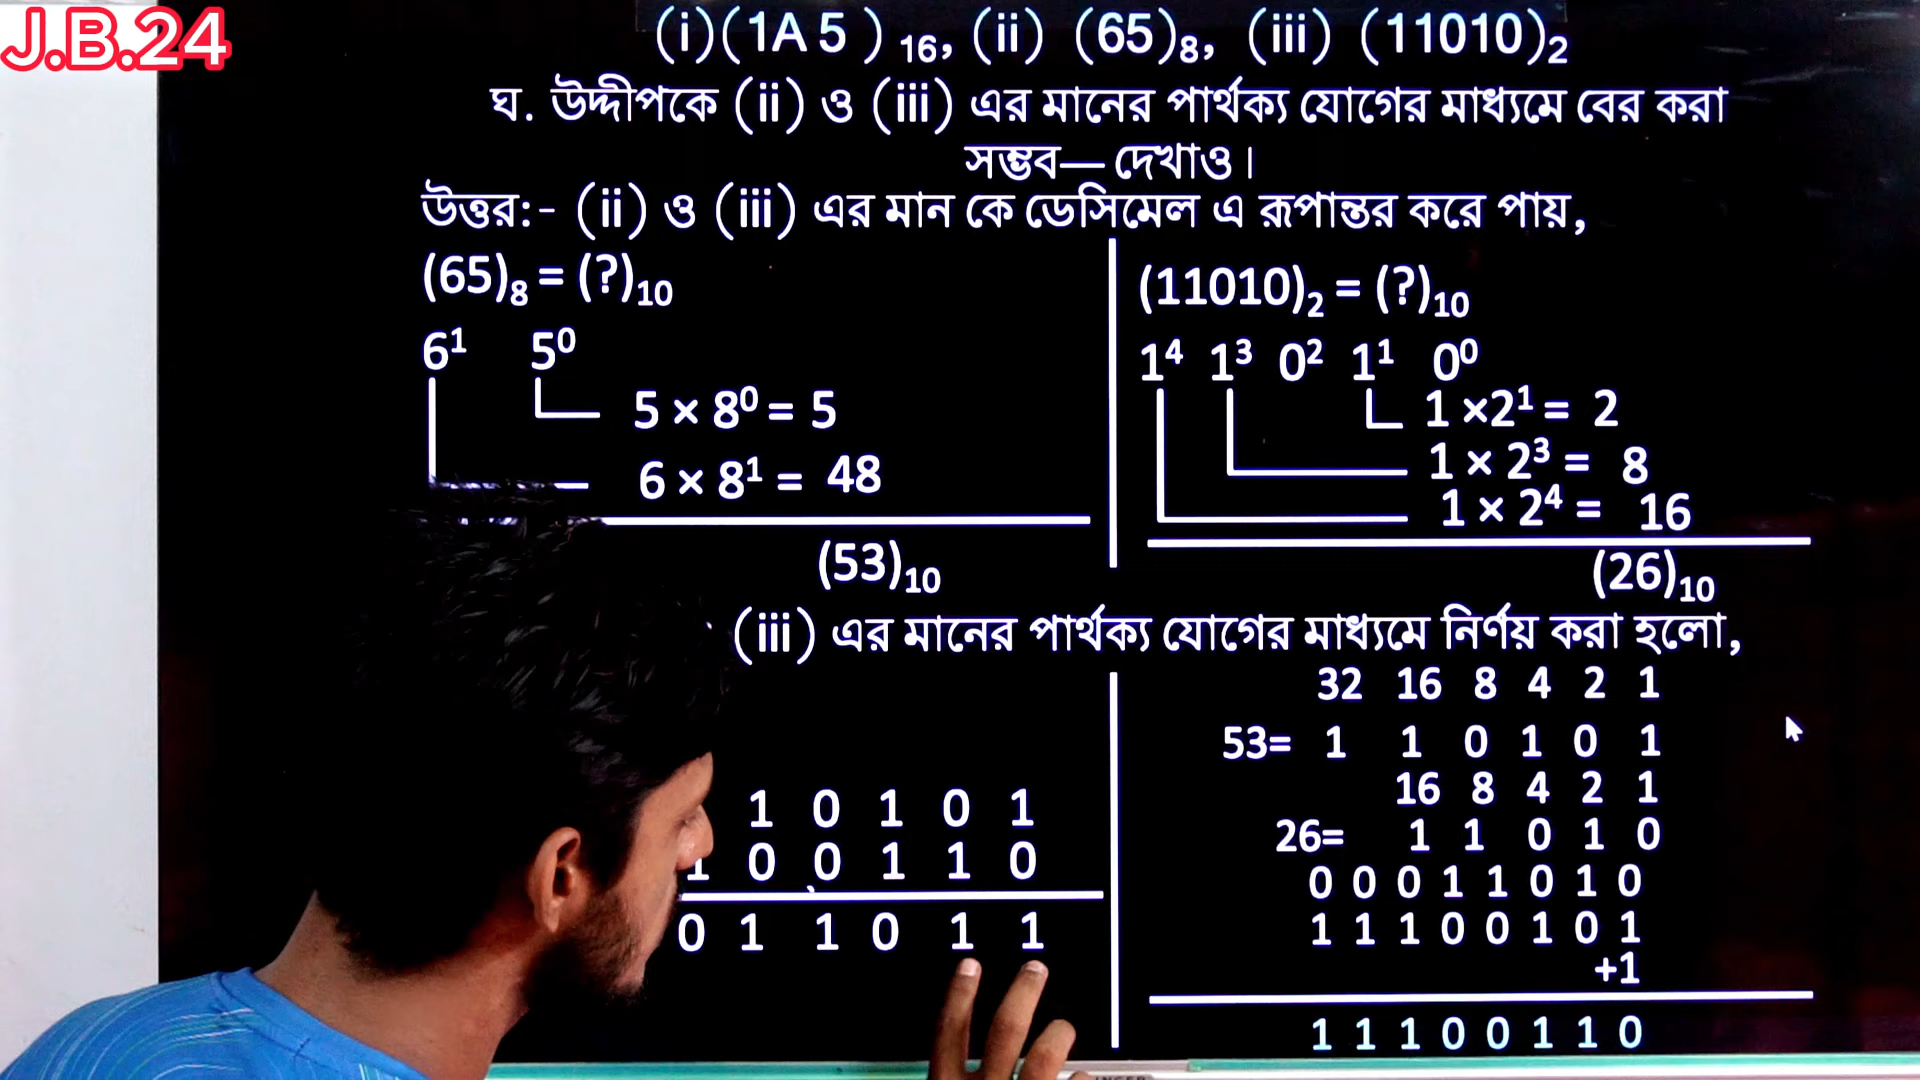 J.B.24
(i)(1A 5 )₁₆, (ii) (65)₈, (iii) (11010)₂
ঘ. উদ্দীপকে (ii) ও (iii) এর মানের পার্থক্য যোগের মাধ্যমে বের করা
সম্ভব— দেখাও।
উত্তর:- (ii) ও (iii) এর মান কে ডেসিমেল এ রূপান্তর করে পায়,
(65)₈ = (?)₁₀
6¹ 5⁰
5 × 8⁰ = 5
6 × 8¹ = 48
(53)₁₀
(11010)₂ = (?)₁₀
1⁴ 1³ 0² 1¹ 0⁰
1 ×2¹ = 2
1 × 2³ = 8
1 × 2⁴ = 16
(26)₁₀
(iii) এর মানের পার্থক্য যোগের মাধ্যমে নির্ণয় করা হলো,
1 0 1 0 1
1 0 0 1 1 0
0 1 1 0 1 1
32 16 8 4 2 1
53= 1 1 0 1 0 1
16 8 4 2 1
26= 1 1 0 1 0
0 0 0 1 1 0 1 0
1 1 1 0 0 1 0 1
+1
1 1 1 0 0 1 1 0